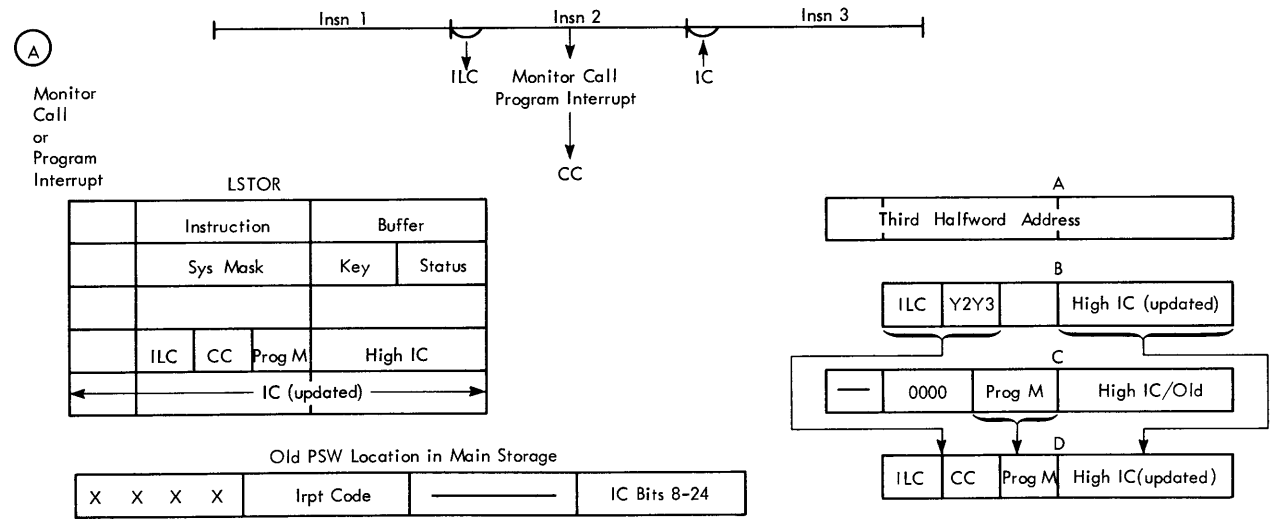 Insn 1 Insn 2 Insn 3
A
ILC Monitor Call IC
Program Interrupt
CC
Monitor
Call
or
Program
Interrupt
LSTOR
Instruction Buffer
Sys Mask Key Status
ILC CC Prog M High IC
IC (updated)
Old PSW Location in Main Storage
X X X X Irpt Code IC Bits 8-24
A
Third Halfword Address
B
ILC Y2Y3 High IC (updated)
C
0000 Prog M High IC/Old
D
ILC CC Prog M High IC(updated)